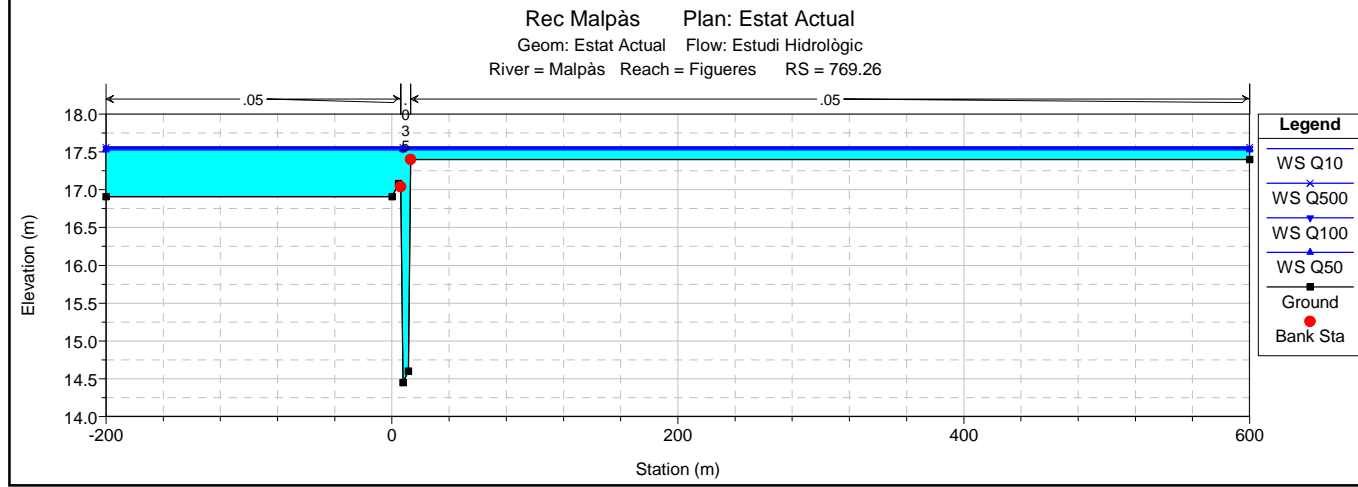 Rec Malpàs Plan: Estat Actual
Geom: Estat Actual Flow: Estudi Hidrològic
River = Malpàs Reach = Figueres RS = 769.26
.05
.035
.05
18.0
17.5
17.0
16.5
16.0
15.5
15.0
14.5
14.0
-200
0
200
400
600
Elevation (m)
Station (m)
Legend
WS Q10
WS Q500
WS Q100
WS Q50
Ground
Bank Sta